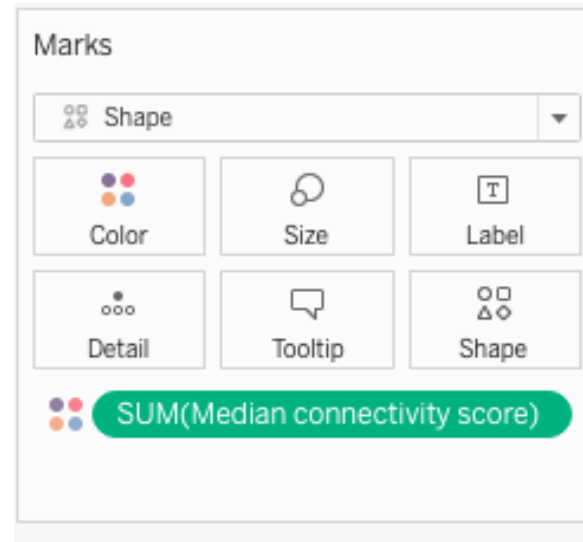 Marks
Shape
Color
Size
T
Label
Detail
Tooltip
Shape
SUM(Median connectivity score)